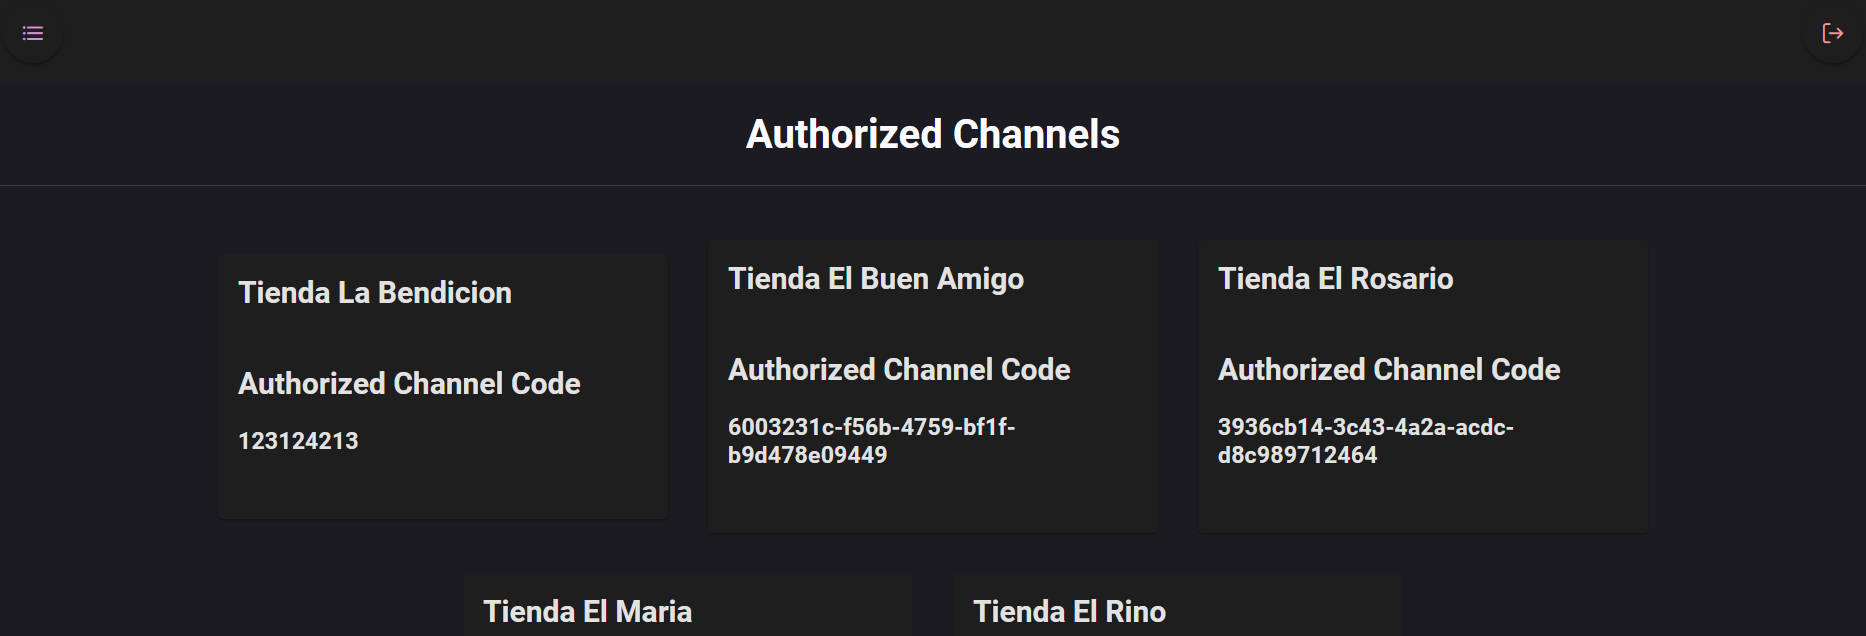 Authorized Channels
Tienda La Bendicion
Authorized Channel Code
123124213
Tienda El Buen Amigo
Authorized Channel Code
6003231c-f56b-4759-bf1f-
b9d478e09449
Tienda El Rosario
Authorized Channel Code
3936cb14-3c43-4a2a-acdc-
d8c989712464
Tienda El Maria
Tienda El Rino